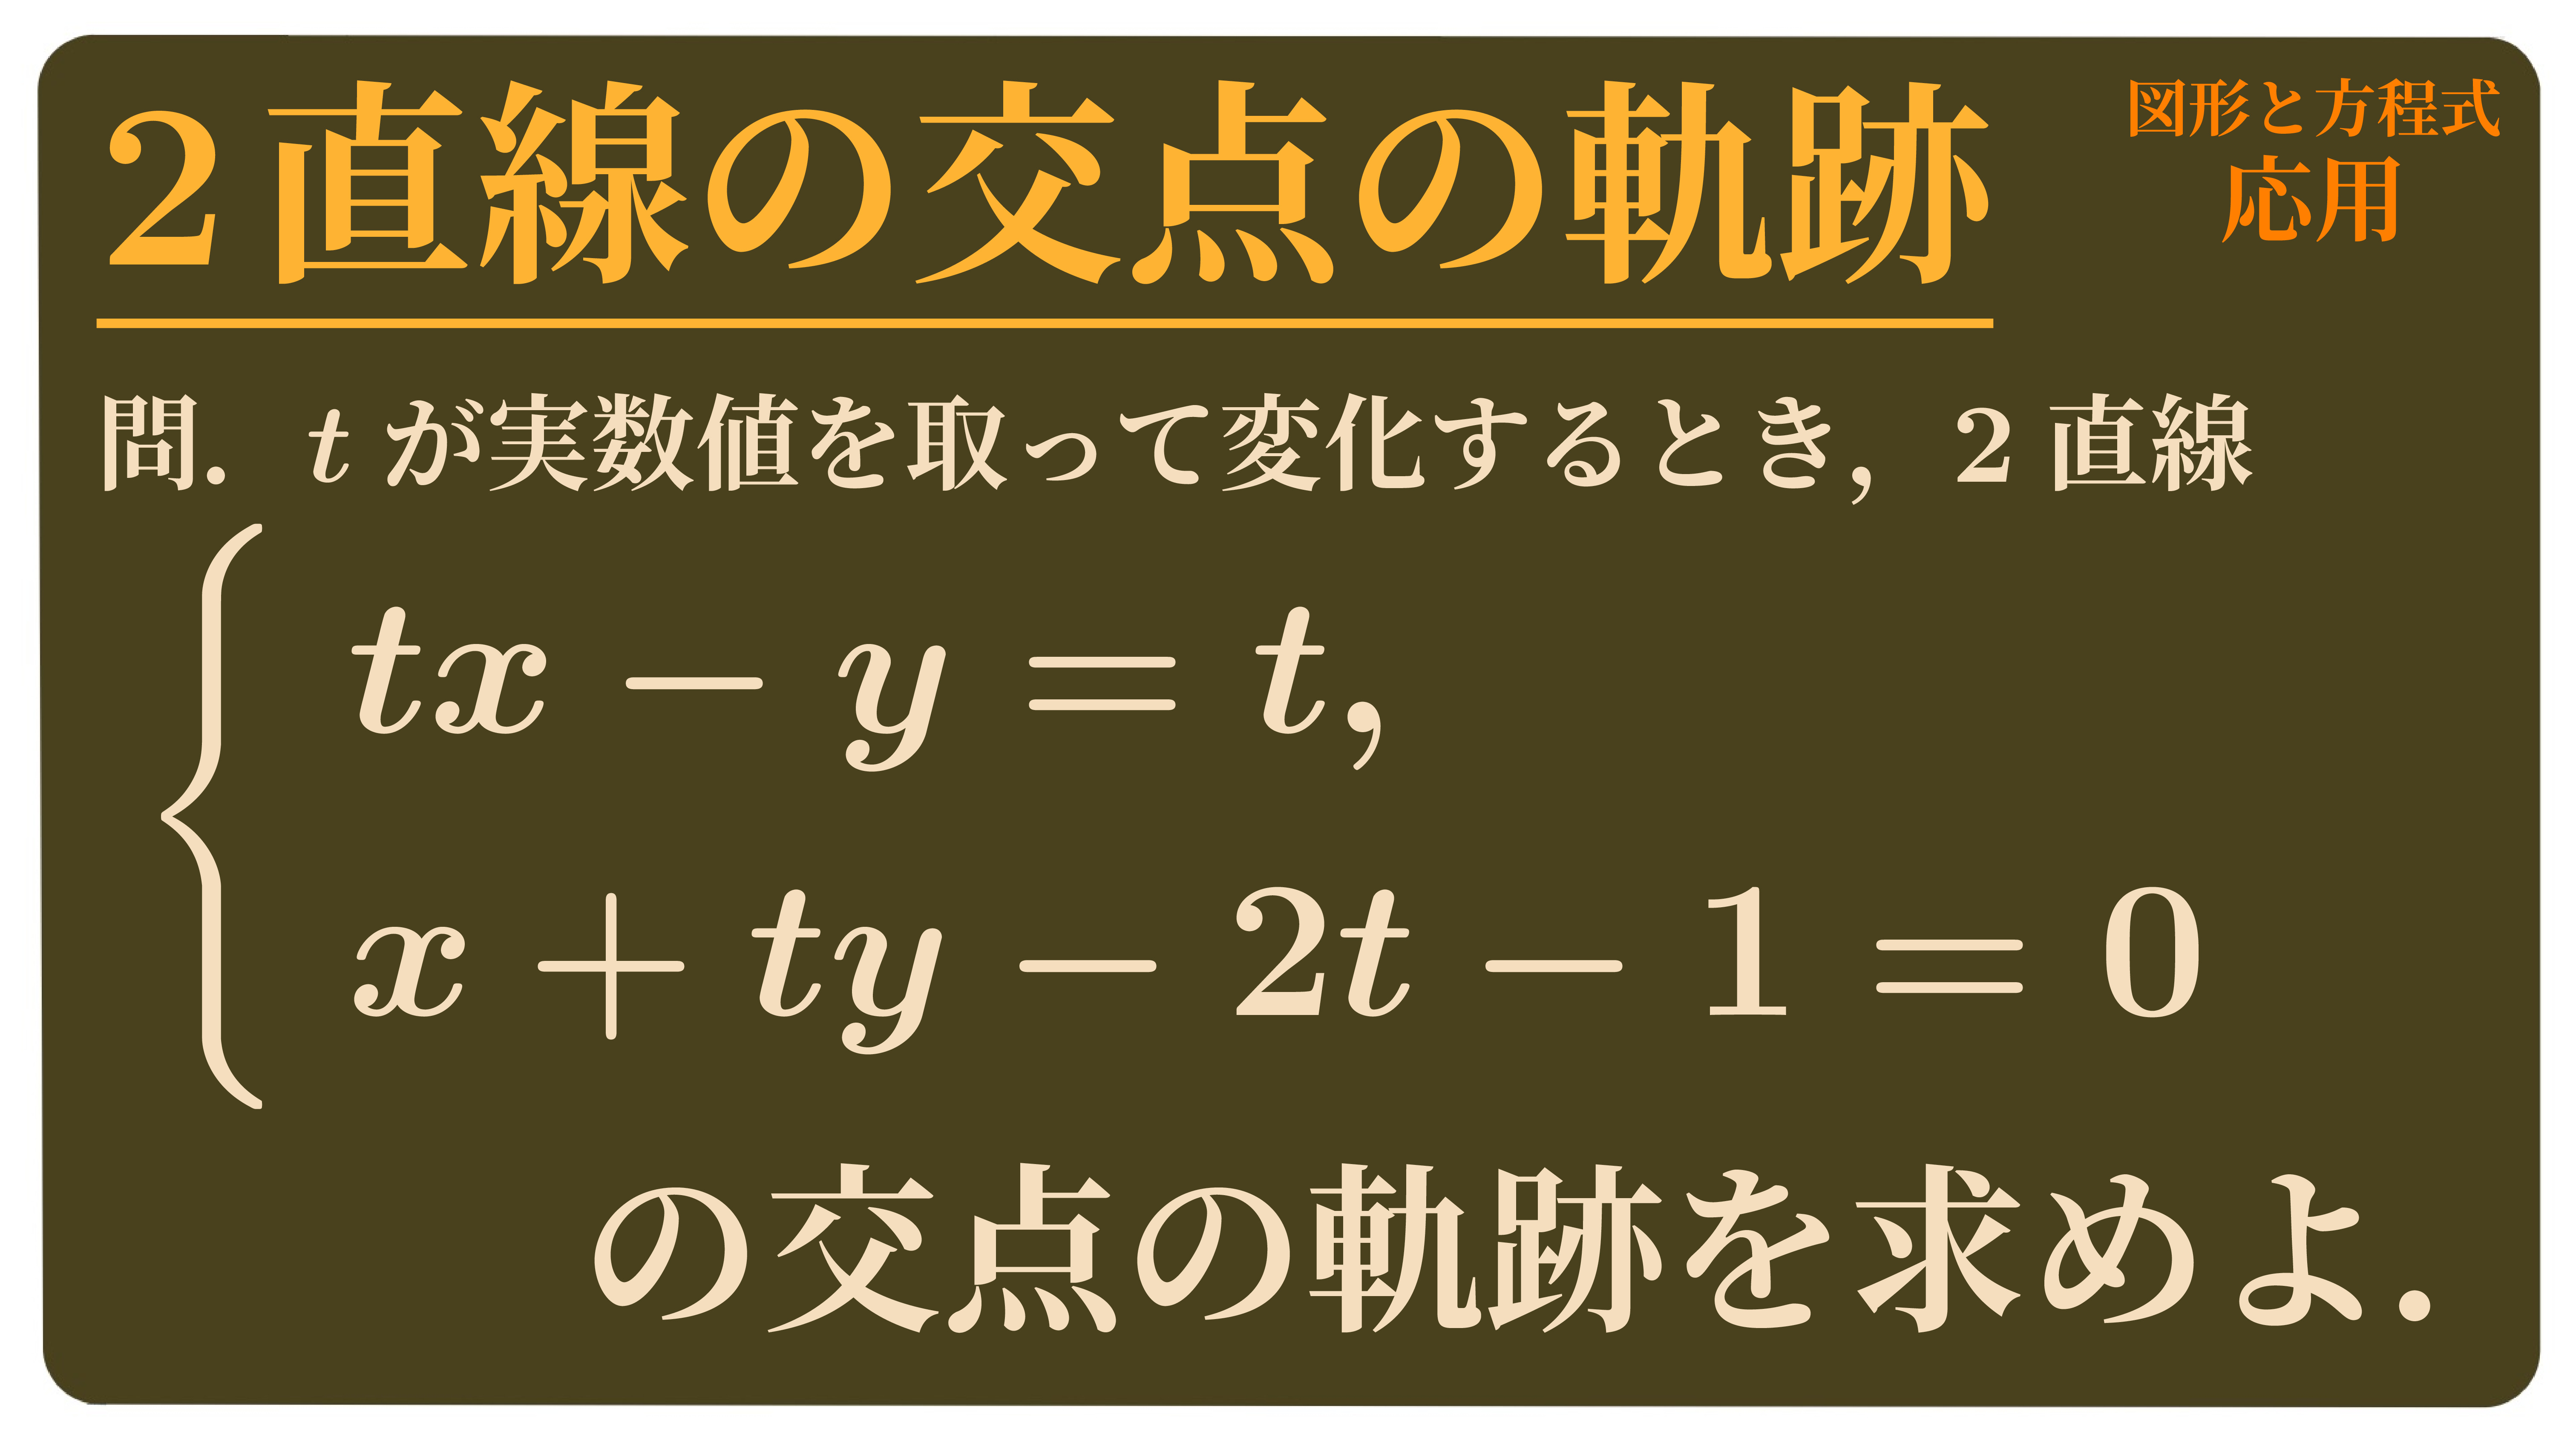 2直線の交点の軌跡
図形と方程式
応用
問. tが実数値を取って変化するとき, 2直線
tx − y = t,
x + ty − 2t − 1 = 0
の交点の軌跡を求めよ.